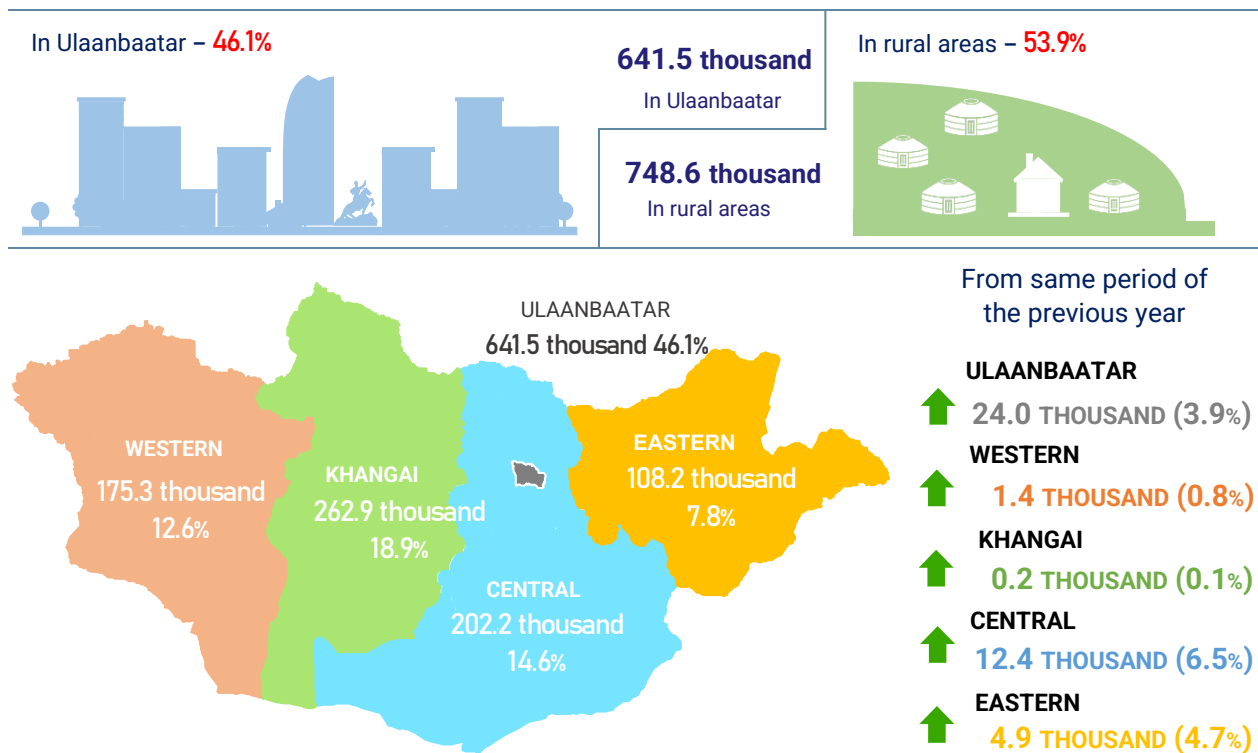 In Ulaanbaatar – 46.1%
641.5 thousand
In Ulaanbaatar
748.6 thousand
In rural areas
In rural areas – 53.9%
ULAANBAATAR
641.5 thousand 46.1%
WESTERN
175.3 thousand
12.6%
KHANGAI
262.9 thousand
18.9%
CENTRAL
202.2 thousand
14.6%
EASTERN
108.2 thousand
7.8%
From same period of
the previous year
ULAANBAATAR
24.0 THOUSAND (3.9%)
WESTERN
1.4 THOUSAND (0.8%)
KHANGAI
0.2 THOUSAND (0.1%)
CENTRAL
12.4 THOUSAND (6.5%)
EASTERN
4.9 THOUSAND (4.7%)